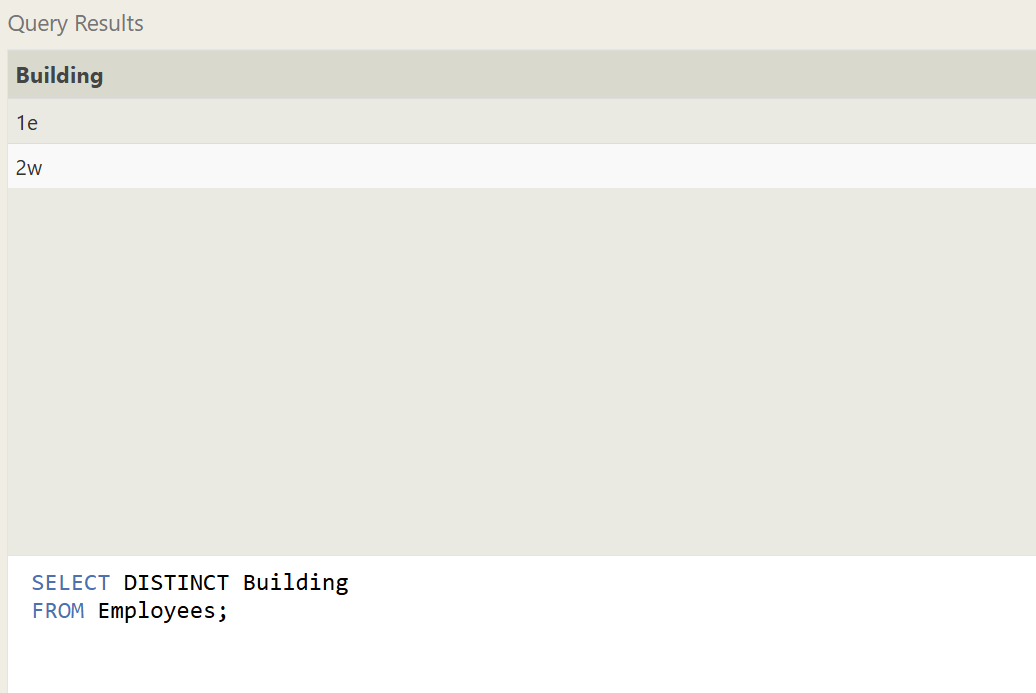 Query Results
Building
1e
2w
SELECT DISTINCT Building
FROM Employees;